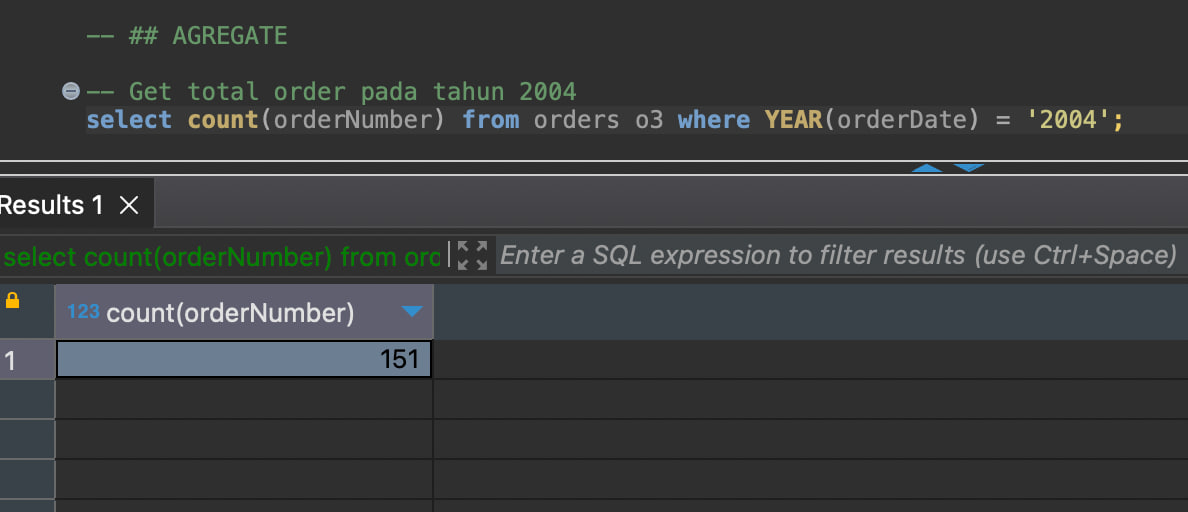 -- ## AGREGATE
-- Get total order pada tahun 2004
select count(orderNumber) from orders o3 where YEAR(orderDate) = '2004';
Results 1
select count(orderNumber) from orc Enter a SQL expression to filter results (use Ctrl+Space)
123 count(orderNumber)
1 151